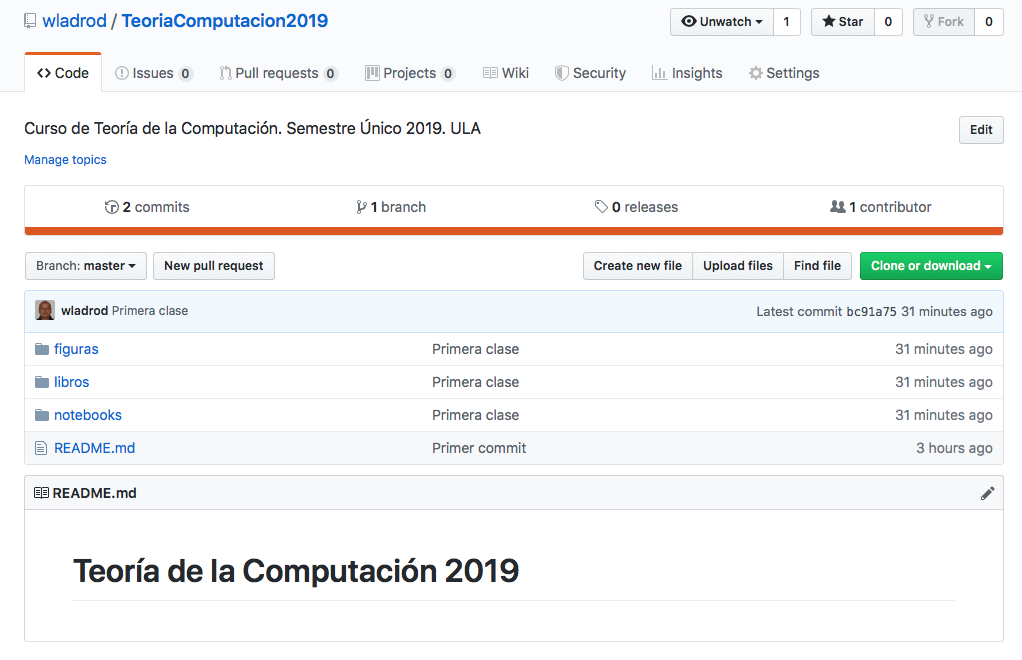 wladrod / TeoriaComputacion2019
Unwatch 1 Star 0 Fork 0
Code Issues 0 Pull requests 0 Projects 0 Wiki Security Insights Settings
Curso de Teoría de la Computación. Semestre Único 2019. ULA
Edit
Manage topics
2 commits 1 branch 0 releases 1 contributor
Branch: master New pull request Create new file Upload files Find file Clone or download
wladrod Primera clase Latest commit bc91a75 31 minutes ago
figuras Primera clase 31 minutes ago
libros Primera clase 31 minutes ago
notebooks Primera clase 31 minutes ago
README.md Primer commit 3 hours ago
README.md
Teoría de la Computación 2019